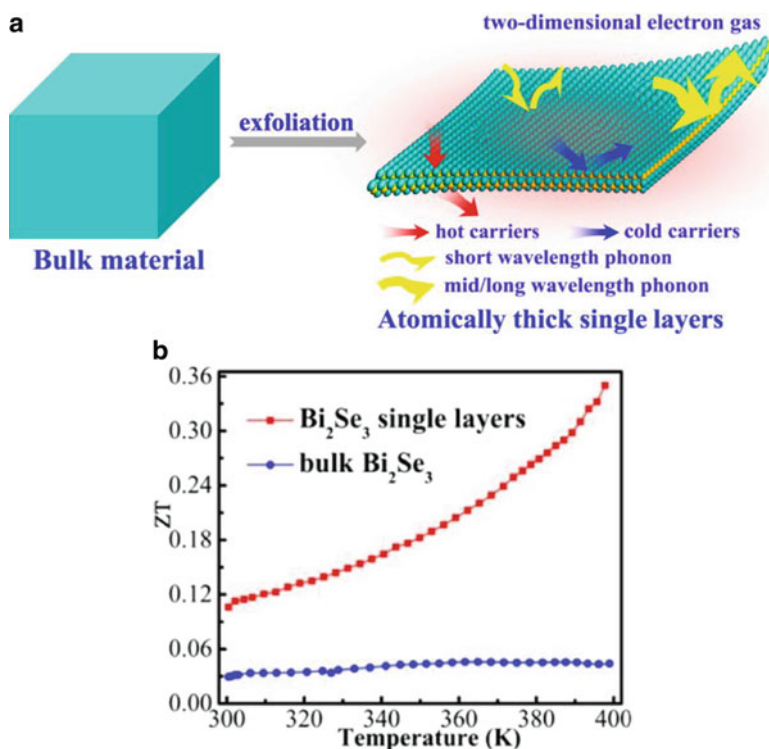 a
two-dimensional electron gas
exfoliation
Bulk material
hot carriers cold carriers
short wavelength phonon
mid/long wavelength phonon
Atomically thick single layers
b
0.36
0.30
0.24
0.18
0.12
0.06
0.00
ZT
Bi₂Se₃ single layers
bulk Bi₂Se₃
300 320 340 360 380 400
Temperature (K)